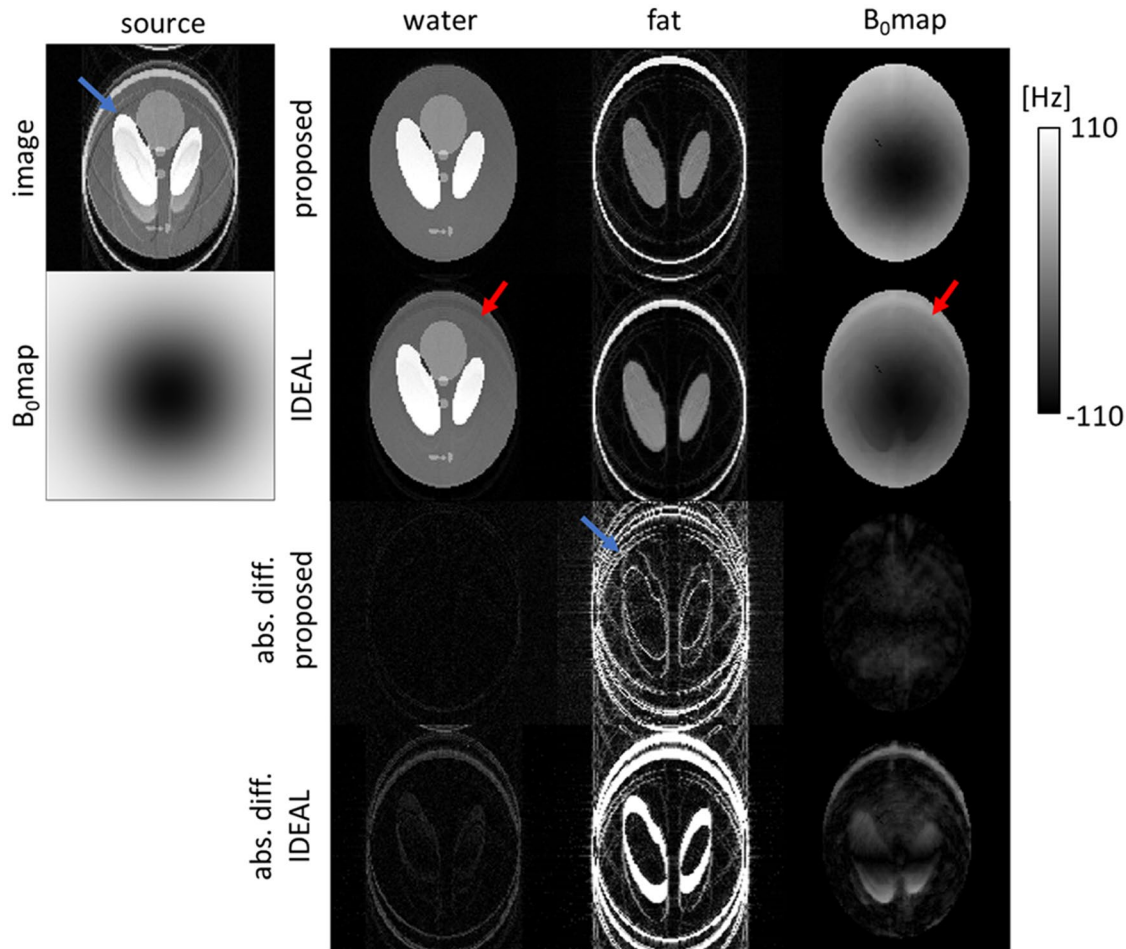 source
water
fat
B₀map
image
proposed
[Hz]
110
-110
B₀map
IDEAL
abs. diff.
proposed
abs. diff.
IDEAL